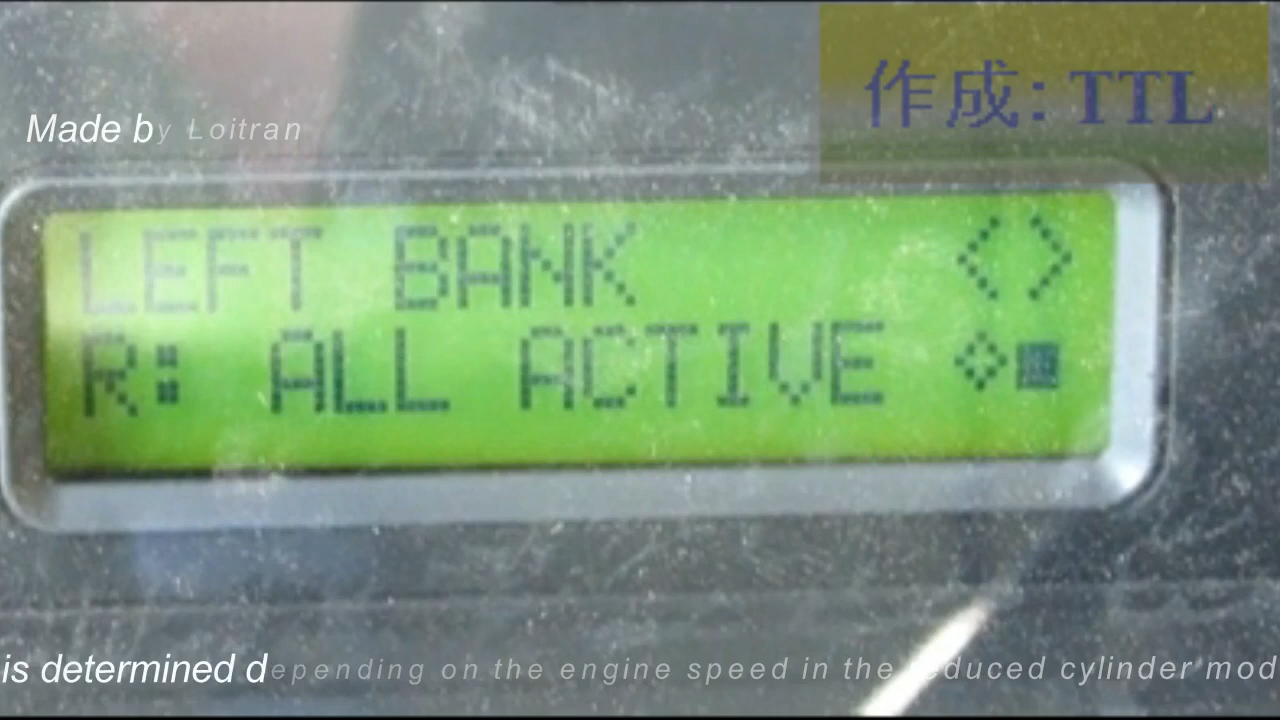 作成: TTL
Made by Loitran
LEFT BANK <>
R: ALL ACTIVE ◇■
is determined depending on the engine speed in the reduced cylinder mod